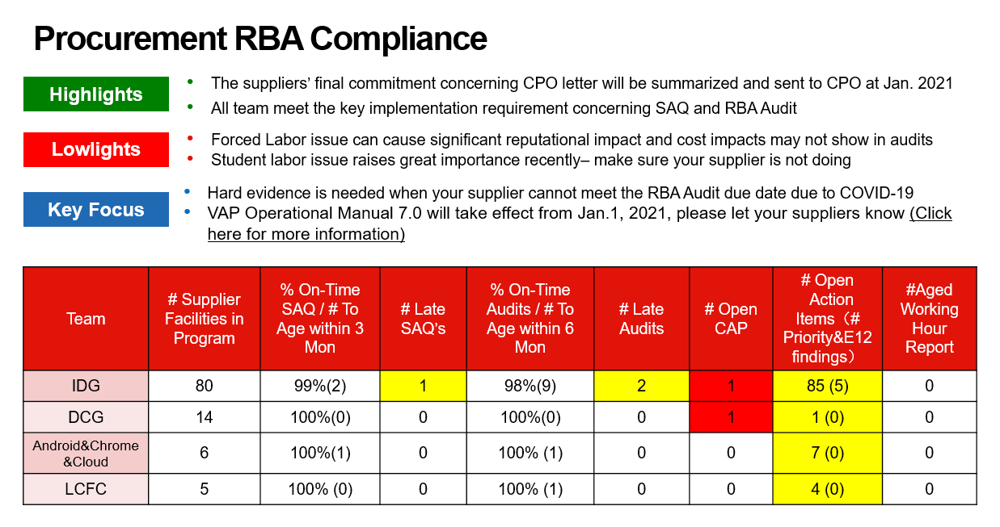 Procurement RBA Compliance
Highlights
• The suppliers’ final commitment concerning CPO letter will be summarized and sent to CPO at Jan. 2021
• All team meet the key implementation requirement concerning SAQ and RBA Audit
Lowlights
• Forced Labor issue can cause significant reputational impact and cost impacts may not show in audits
• Student labor issue raises great importance recently– make sure your supplier is not doing
Key Focus
• Hard evidence is needed when your supplier cannot meet the RBA Audit due date due to COVID-19
• VAP Operational Manual 7.0 will take effect from Jan.1, 2021, please let your suppliers know (Click
here for more information)
Team
# Supplier
Facilities in
Program
% On-Time
SAQ / # To
Age within 3
Mon
# Late
SAQ’s
% On-Time
Audits / # To
Age within 6
Mon
# Late
Audits
# Open
CAP
# Open
Action
Items（#
Priority&E12
findings）
#Aged
Working
Hour
Report
IDG 80 99%(2) 1 98%(9) 2 1 85 (5) 0
DCG 14 100%(0) 0 100%(0) 0 1 1 (0) 0
Android&Chrome
&Cloud
6 100%(1) 0 100% (1) 0 0 7 (0) 0
LCFC 5 100% (0) 0 100% (1) 0 0 4 (0) 0